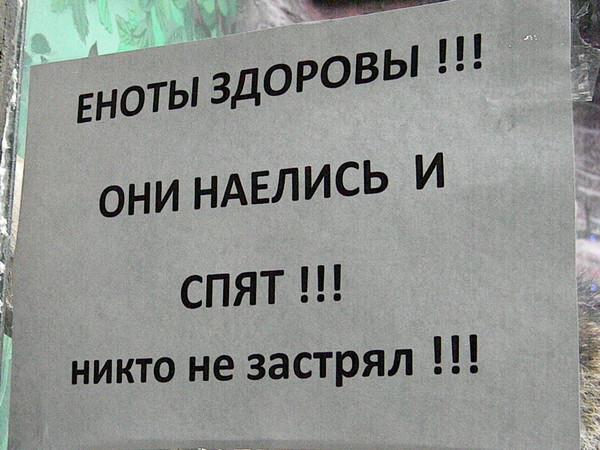 ЕНОТЫ ЗДОРОВЫ !!!
ОНИ НАЕЛИСЬ И
СПЯТ !!!
никто не застрял !!!